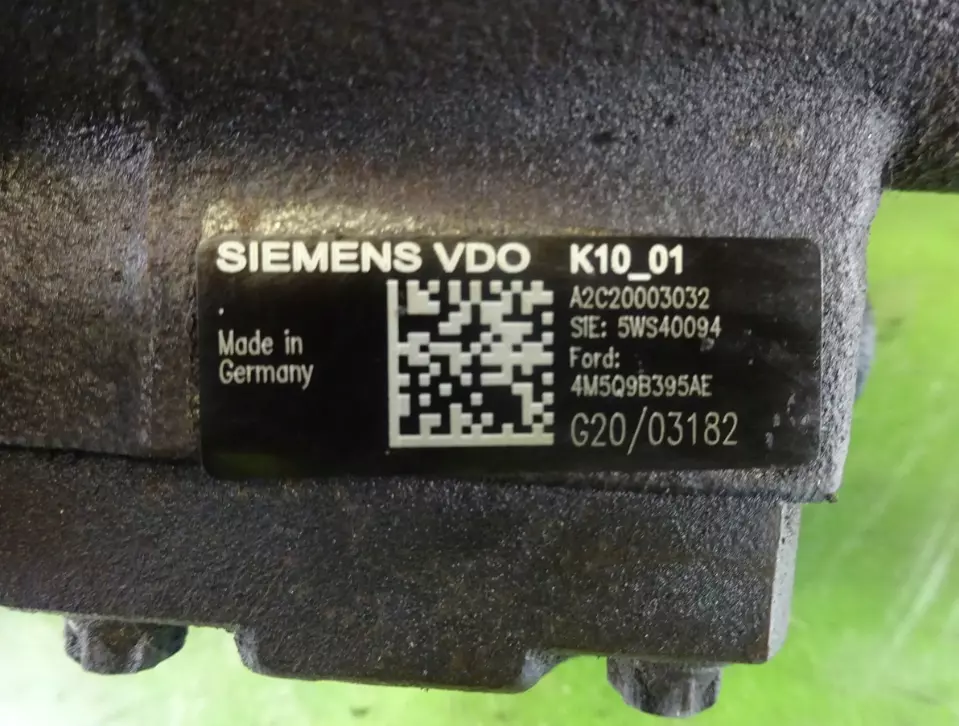 SIEMENS VDO
Made in
Germany
K10_01
A2C20003032
SIE: 5WS40094
Ford:
4M5Q9B395AE
G20/03182